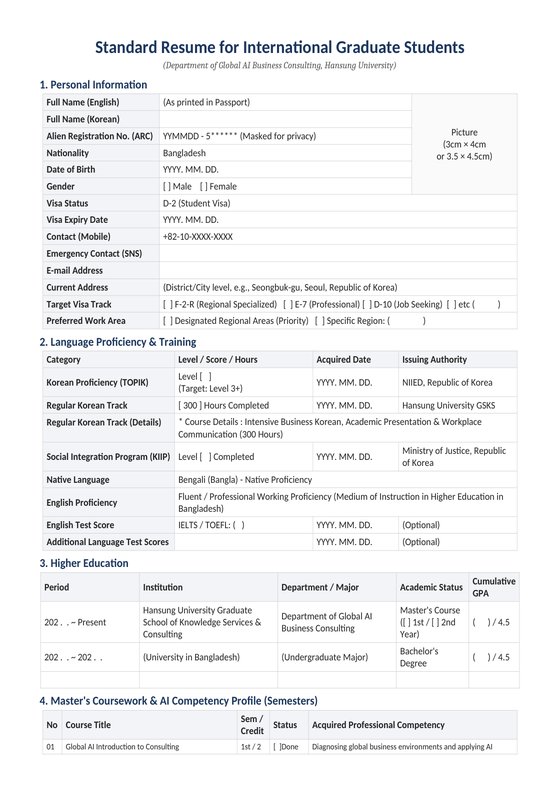 Standard Resume for International Graduate Students
(Department of Global AI Business Consulting, Hansung University)
1. Personal Information
Full Name (English) (As printed in Passport)
Full Name (Korean)
Alien Registration No. (ARC) YYMMDD - 5****** (Masked for privacy)
Nationality Bangladesh
Date of Birth YYYY. MM. DD.
Gender [ ] Male [ ] Female
Picture
(3cm × 4cm
or 3.5 × 4.5cm)
Visa Status D-2 (Student Visa)
Visa Expiry Date YYYY. MM. DD.
Contact (Mobile) +82-10-XXXX-XXXX
Emergency Contact (SNS)
E-mail Address
Current Address (District/City level, e.g., Seongbuk-gu, Seoul, Republic of Korea)
Target Visa Track [ ] F-2-R (Regional Specialized) [ ] E-7 (Professional) [ ] D-10 (Job Seeking) [ ] etc ( )
Preferred Work Area [ ] Designated Regional Areas (Priority) [ ] Specific Region: ( )
2. Language Proficiency & Training
Category Level / Score / Hours Acquired Date Issuing Authority
Korean Proficiency (TOPIK) Level [ ]
(Target: Level 3+) YYYY. MM. DD. NIIED, Republic of Korea
Regular Korean Track [ 300 ] Hours Completed YYYY. MM. DD. Hansung University GSKS
Regular Korean Track (Details) * Course Details : Intensive Business Korean, Academic Presentation & Workplace
Communication (300 Hours)
Social Integration Program (KIIP) Level [ ] Completed YYYY. MM. DD. Ministry of Justice, Republic
of Korea
Native Language Bengali (Bangla) - Native Proficiency
English Proficiency Fluent / Professional Working Proficiency (Medium of Instruction in Higher Education in
Bangladesh)
English Test Score IELTS / TOEFL: ( ) YYYY. MM. DD. (Optional)
Additional Language Test Scores YYYY. MM. DD. (Optional)
3. Higher Education
Period Institution Department / Major Academic Status Cumulative
GPA
202 . . ~ Present Hansung University Graduate
School of Knowledge Services &
Consulting Department of Global AI
Business Consulting Master's Course
([ ] 1st / [ ] 2nd
Year) ( ) / 4.5
202 . . ~ 202 . . (University in Bangladesh) (Undergraduate Major) Bachelor's
Degree ( ) / 4.5
4. Master's Coursework & AI Competency Profile (Semesters)
No Course Title Sem /
Credit Status Acquired Professional Competency
01 Global AI Introduction to Consulting 1st / 2 [ ]Done Diagnosing global business environments and applying AI